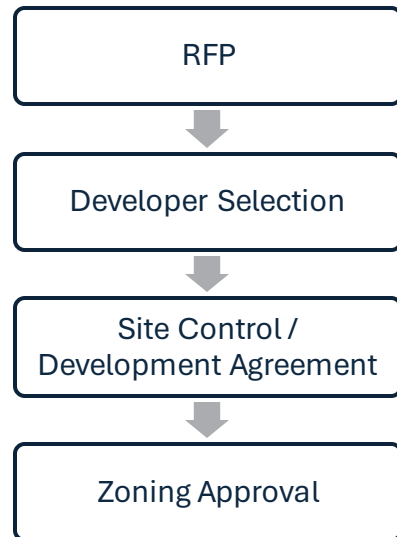 RFP
Developer Selection
Site Control /
Development Agreement
Zoning Approval